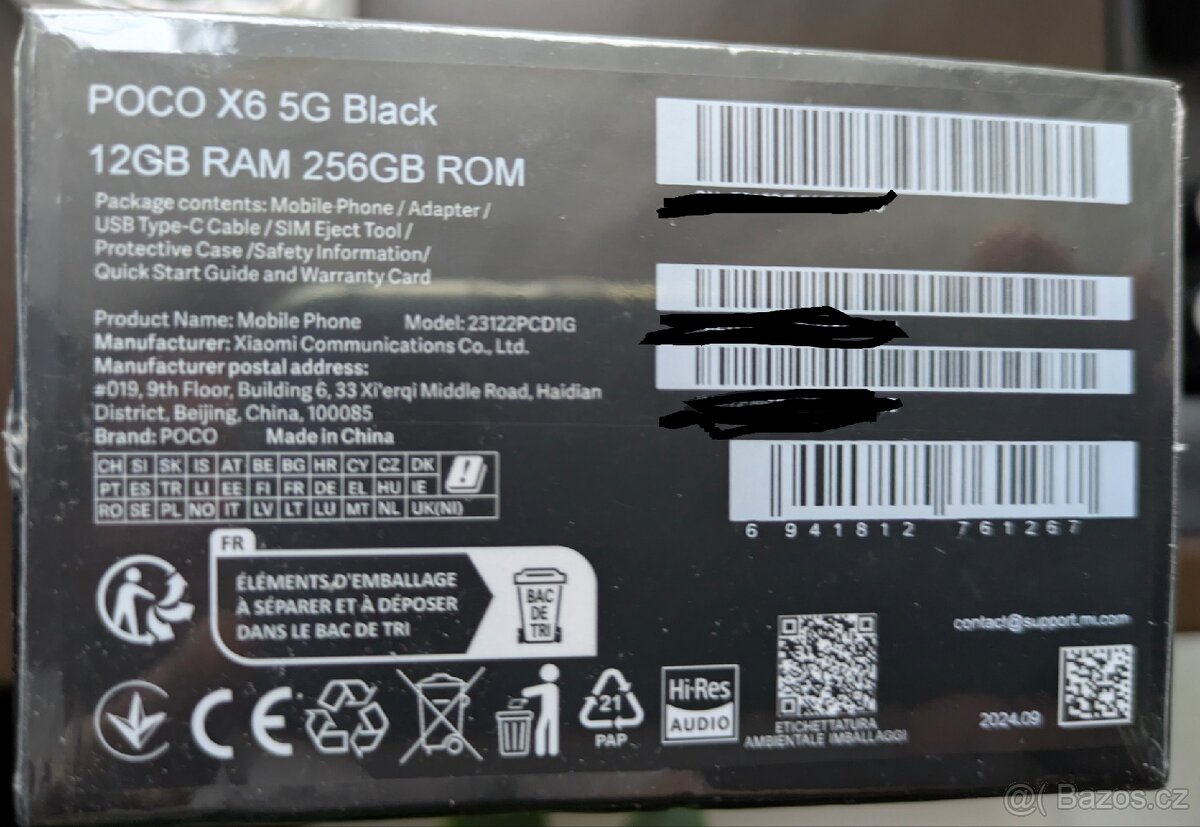 POCO X6 5G Black
12GB RAM 256GB ROM
Package contents: Mobile Phone / Adapter /
USB Type-C Cable / SIM Eject Tool /
Protective Case /Safety Information/
Quick Start Guide and Warranty Card
Product Name: Mobile Phone Model: 23122PCD1G
Manufacturer: Xiaomi Communications Co., Ltd.
Manufacturer postal address:
#019, 9th Floor, Building 6, 33 Xi'erqi Middle Road, Haidian
District, Beijing, China, 100085
Brand: POCO Made in China
CH SI SK IS AT BE BG HR CY CZ DK
PT ES TR LI EE FI FR DE EL HU IE
RO SE PL NO IT LV LT LU MT NL UK(NI)
6 941812 761267
FR
ÉLÉMENTS D'EMBALLAGE
À SÉPARER ET À DÉPOSER
DANS LE BAC DE TRI
BAC
DE
TRI
contact@support.mi.com
CE
21
PAP
Hi-Res
AUDIO
ETICHETTATURA
AMBIENTALE IMBALLAGGI
2024.09
@( Bazos.cz